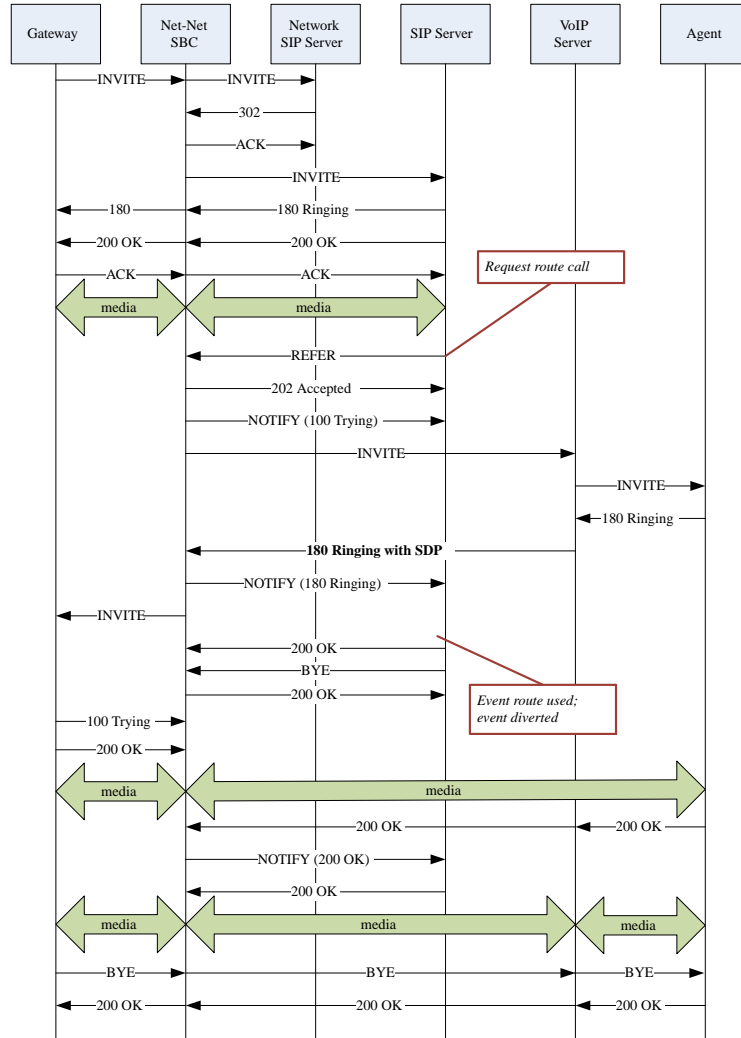 Gateway
Net-Net
SBC
Network
SIP Server
SIP Server
VoIP
Server
Agent
INVITE INVITE
302
ACK
INVITE
180 180 Ringing
200 OK 200 OK
ACK ACK
Request route call
media media
REFER
202 Accepted
NOTIFY (100 Trying)
INVITE
INVITE
180 Ringing
180 Ringing with SDP
NOTIFY (180 Ringing)
INVITE
200 OK
BYE
200 OK
Event route used;
event diverted
100 Trying
200 OK
media media
200 OK 200 OK
NOTIFY (200 OK)
200 OK
media media media
BYE BYE BYE
200 OK 200 OK 200 OK